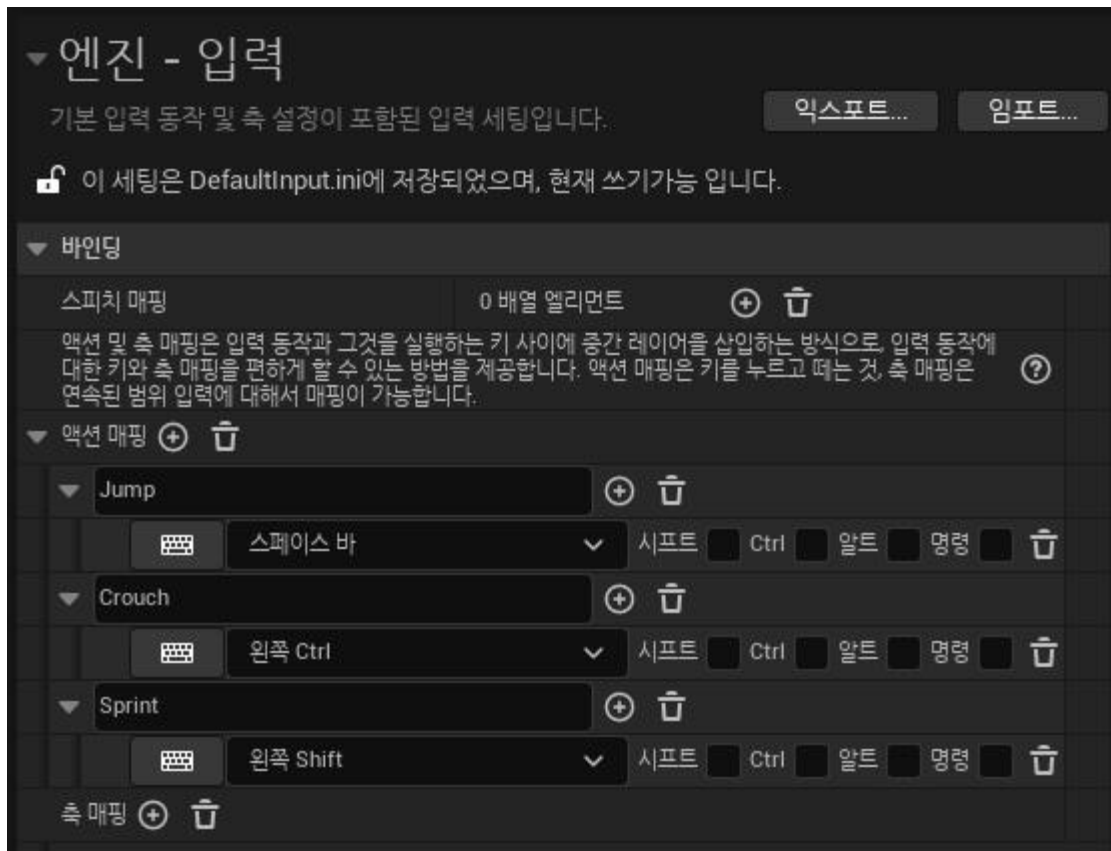 엔진 - 입력
기본 입력 동작 및 축 설정이 포함된 입력 세팅입니다.
익스포트...
임포트...
이 세팅은 DefaultInput.ini에 저장되었으며, 현재 쓰기가능 입니다.
바인딩
스피치 매핑
0 배열 엘리먼트
액션 및 축 매핑은 입력 동작과 그것을 실행하는 키 사이에 중간 레이어을 삽입하는 방식으로, 입력 동작에
대한 키와 축 매핑을 편하게 할 수 있는 방법을 제공합니다. 액션 매핑은 키를 누르고 떼는 것, 축 매핑은
연속된 범위 입력에 대해서 매핑이 가능합니다.
액션 매핑
Jump
스페이스 바 시프트 Ctrl 알트 명령
Crouch
왼쪽 Ctrl 시프트 Ctrl 알트 명령
Sprint
왼쪽 Shift 시프트 Ctrl 알트 명령
축 매핑